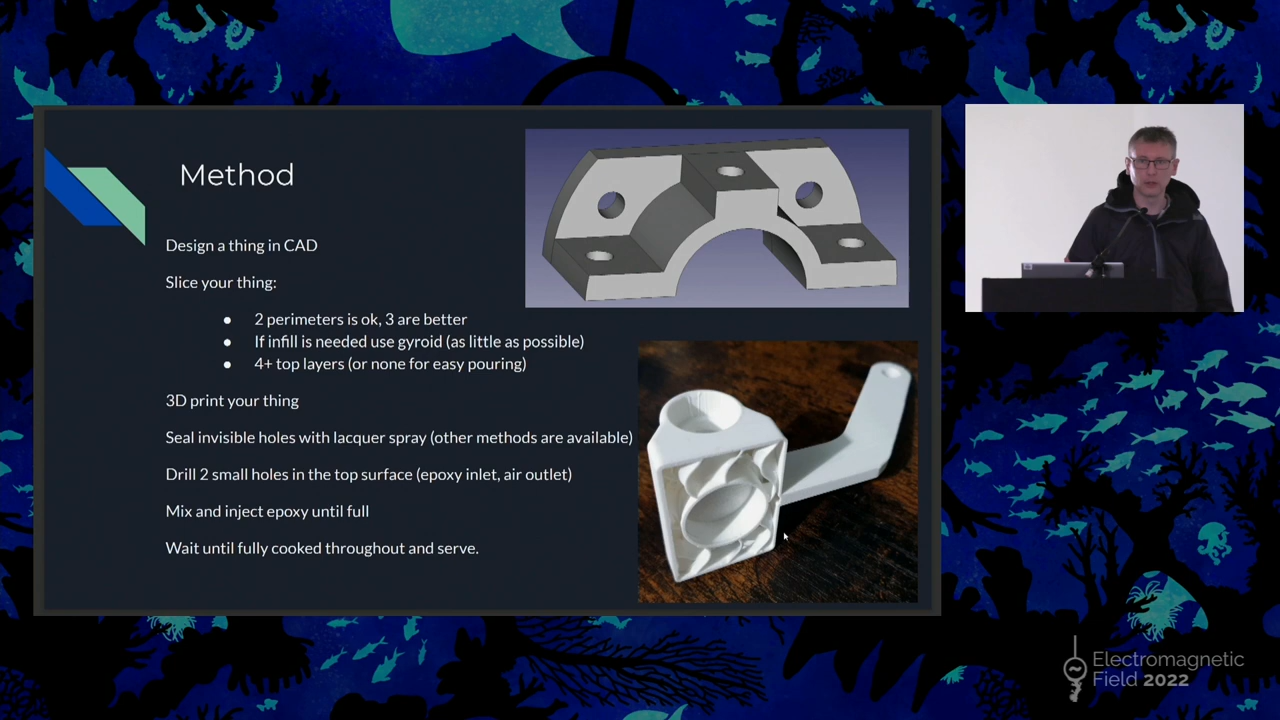 Method
Design a thing in CAD
Slice your thing:
● 2 perimeters is ok, 3 are better
● If infill is needed use gyroid (as little as possible)
● 4+ top layers (or none for easy pouring)
3D print your thing
Seal invisible holes with lacquer spray (other methods are available)
Drill 2 small holes in the top surface (epoxy inlet, air outlet)
Mix and inject epoxy until full
Wait until fully cooked throughout and serve.
Electromagnetic
Field 2022